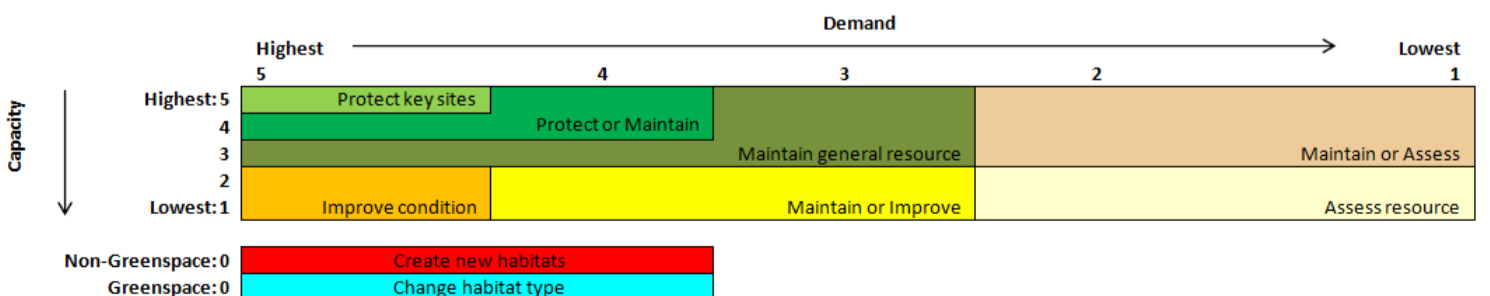 Demand
Highest Lowest
5 4 3 2 1
Capacity
Highest: 5 Protect key sites
4 Protect or Maintain
3 Maintain general resource Maintain or Assess
2
Lowest: 1 Improve condition Maintain or Improve Assess resource
Non-Greenspace: 0 Create new habitats
Greenspace: 0 Change habitat type